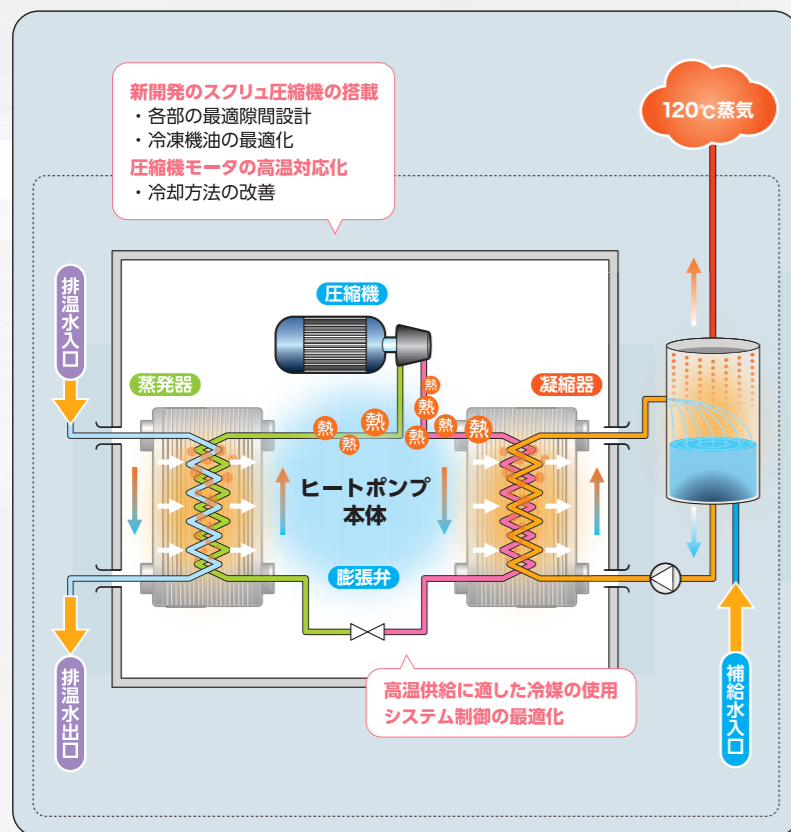 新開発のスクリュ圧縮機の搭載
・各部の最適隙間設計
・冷凍機油の最適化
圧縮機モータの高温対応化
・冷却方法の改善
120℃蒸気
排温水入口
圧縮機
蒸発器
凝縮器
熱
熱
熱
熱
熱
熱
熱
熱
ヒートポンプ
本体
膨張弁
排温水出口
高温供給に適した冷媒の使用
システム制御の最適化
補給水入口